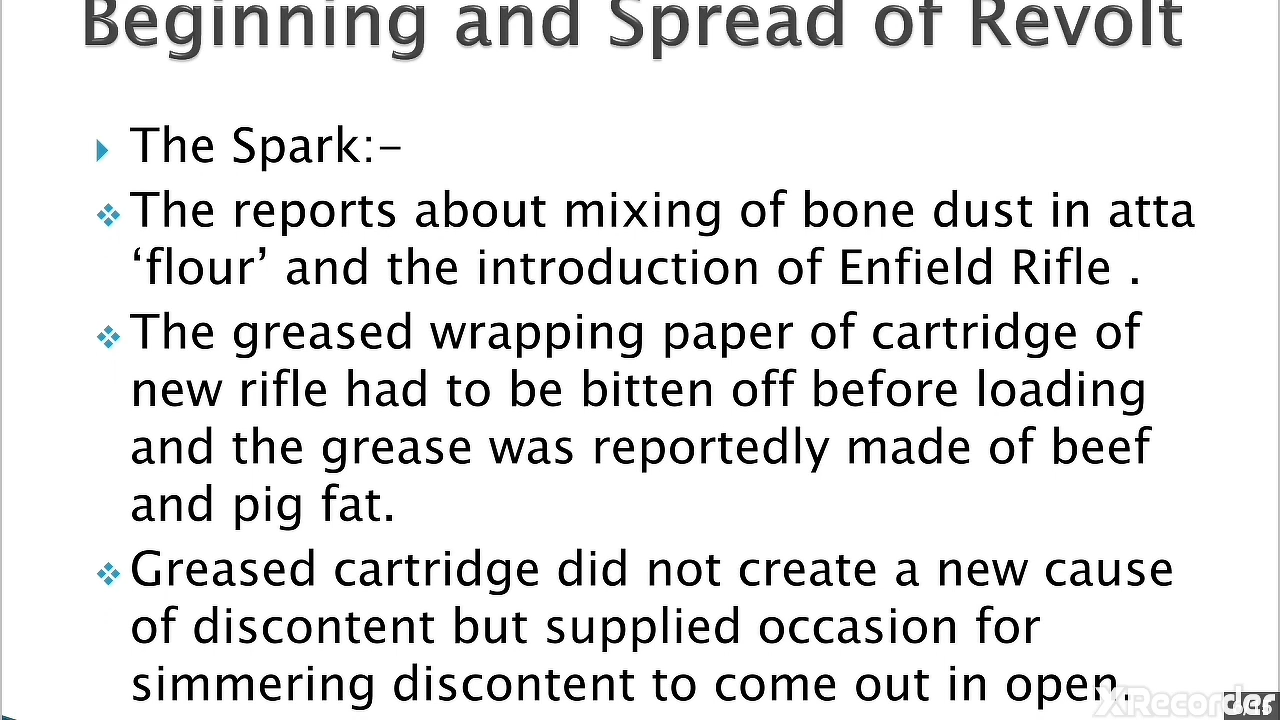 Beginning and Spread of Revolt
The Spark:-
The reports about mixing of bone dust in atta
‘flour’ and the introduction of Enfield Rifle .
The greased wrapping paper of cartridge of
new rifle had to be bitten off before loading
and the grease was reportedly made of beef
and pig fat.
Greased cartridge did not create a new cause
of discontent but supplied occasion for
simmering discontent to come out in open.
XRecorder